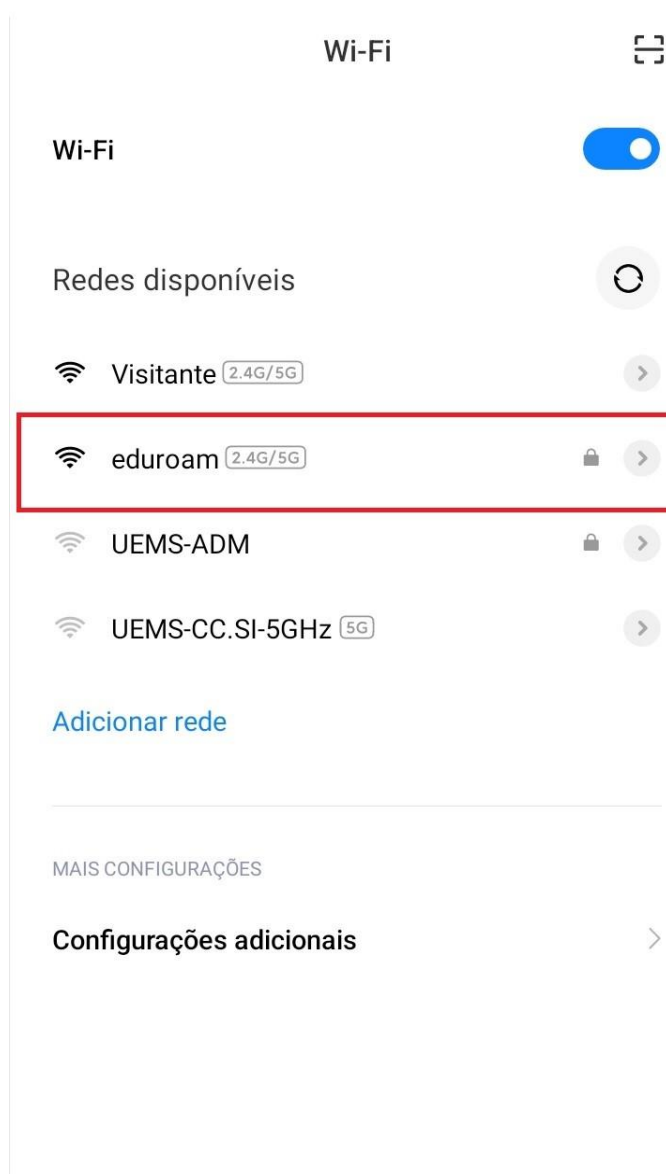 Wi-Fi
Wi-Fi
Redes disponíveis
Visitante 2.4G/5G
eduroam 2.4G/5G
UEMS-ADM
UEMS-CC.SI-5GHz 5G
Adicionar rede
MAIS CONFIGURAÇÕES
Configurações adicionais